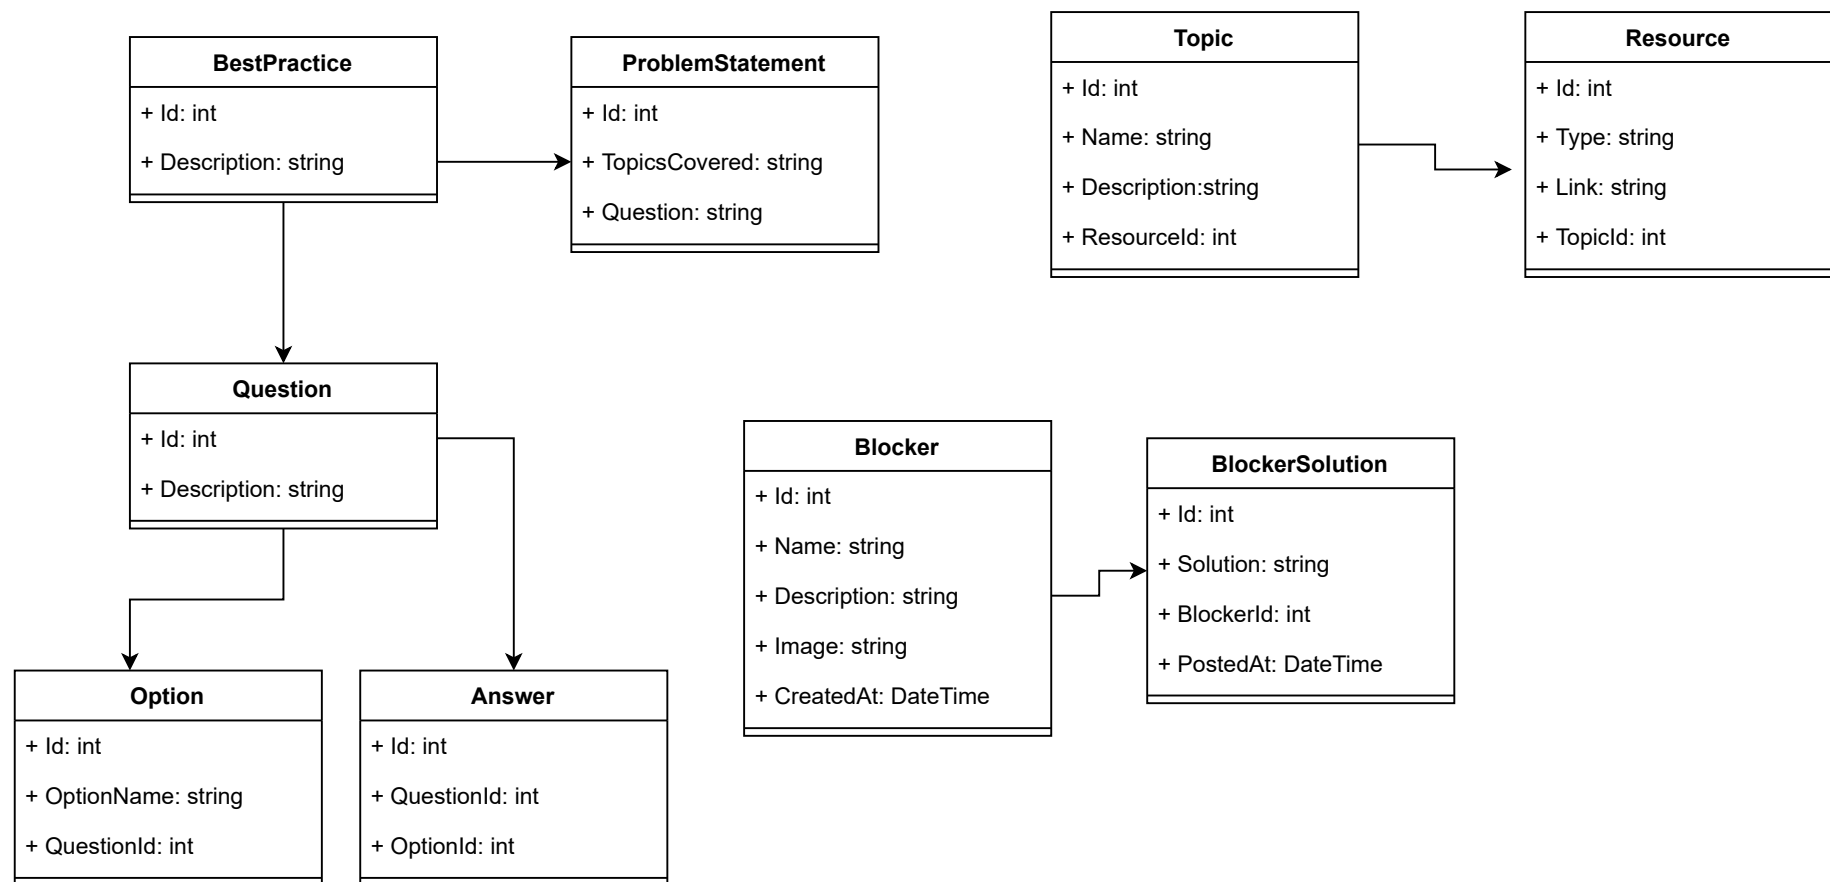 BestPractice
+ Id: int
+ Description: string
ProblemStatement
+ Id: int
+ TopicsCovered: string
+ Question: string
Topic
+ Id: int
+ Name: string
+ Description:string
+ ResourceId: int
Resource
+ Id: int
+ Type: string
+ Link: string
+ TopicId: int
Question
+ Id: int
+ Description: string
Blocker
+ Id: int
+ Name: string
+ Description: string
+ Image: string
+ CreatedAt: DateTime
BlockerSolution
+ Id: int
+ Solution: string
+ BlockerId: int
+ PostedAt: DateTime
Option
+ Id: int
+ OptionName: string
+ QuestionId: int
Answer
+ Id: int
+ QuestionId: int
+ OptionId: int